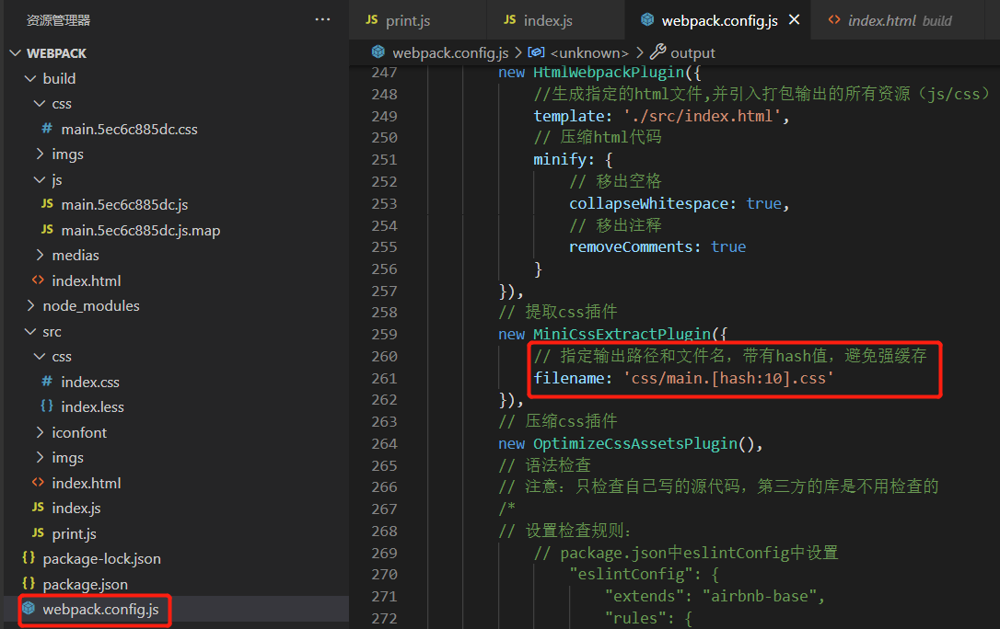 资源管理器 ···
WEBPACK
build
css
# main.5ec6c885dc.css
imgs
js
JS main.5ec6c885dc.js
JS main.5ec6c885dc.js.map
medias
<> index.html
node_modules
src
css
# index.css
{} index.less
iconfont
imgs
<> index.html
JS index.js
JS print.js
{} package-lock.json
{} package.json
webpack.config.js
JS print.js JS index.js webpack.config.js × <> index.html build
webpack.config.js > <unknown> > output
247 new HtmlWebpackPlugin({
248 //生成指定的html文件,并引入打包输出的所有资源（js/css）
249 template: './src/index.html',
250 // 压缩html代码
251 minify: {
252 // 移出空格
253 collapseWhitespace: true,
254 // 移出注释
255 removeComments: true
256 }
257 }),
258 // 提取css插件
259 new MiniCssExtractPlugin({
260 // 指定输出路径和文件名，带有hash值，避免强缓存
261 filename: 'css/main.[hash:10].css'
262 }),
263 // 压缩css插件
264 new OptimizeCssAssetsPlugin(),
265 // 语法检查
266 // 注意：只检查自己写的源代码，第三方的库是不用检查的
267 /*
268 // 设置检查规则：
269 // package.json中eslintConfig中设置
270 "eslintConfig": {
271 "extends": "airbnb-base",
272 "rules": {